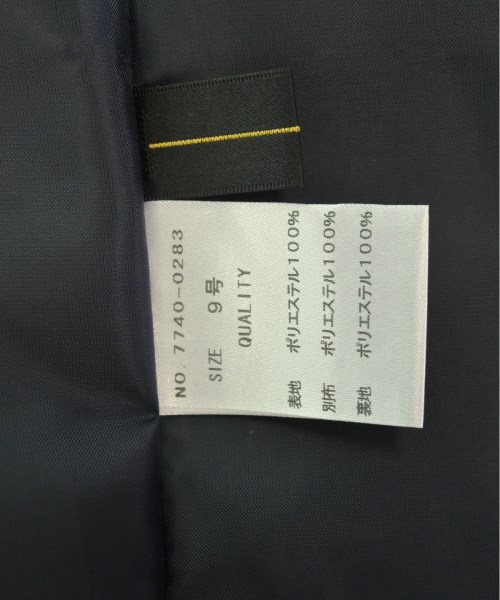 NO. 7740-0283
SIZE 9号
QUALITY
表地 ポリエステル100%
別布 ポリエステル100%
裏地 ポリエステル100%